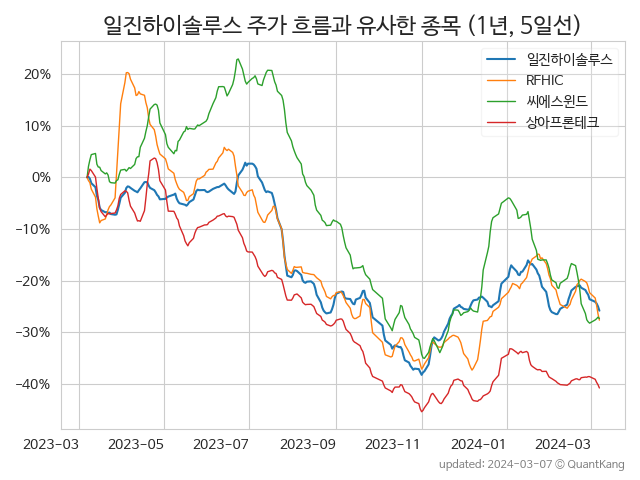 일진하이솔루스 주가 흐름과 유사한 종목 (1년, 5일선)
일진하이솔루스
RFHIC
씨에스윈드
상아프론테크
20%
10%
0%
−10%
−20%
−30%
−40%
2023-03
2023-05
2023-07
2023-09
2023-11
2024-01
2024-03
updated: 2024-03-07 © QuantKang